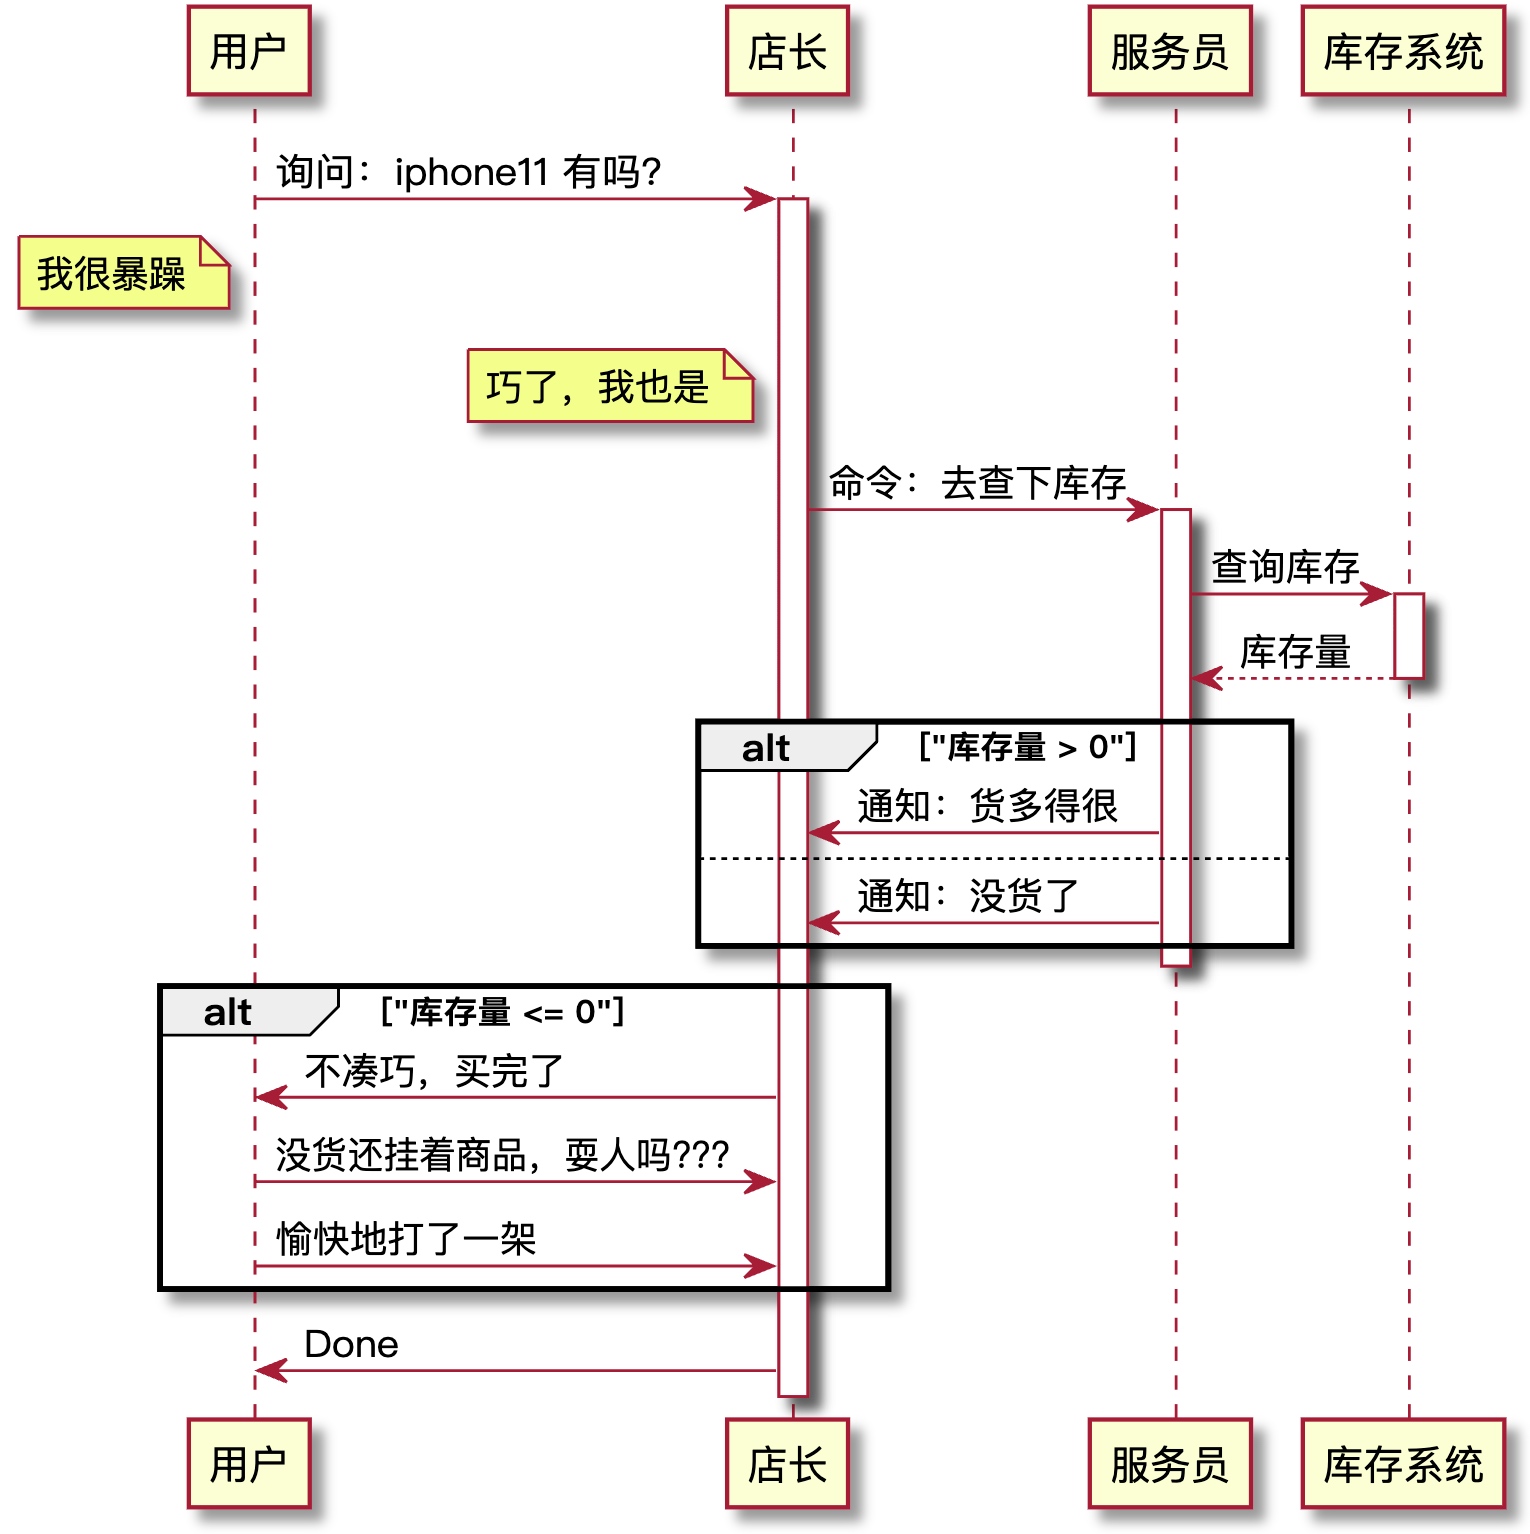 用户
店长
服务员
库存系统
询问：iphone11 有吗?
我很暴躁
巧了，我也是
命令：去查下库存
查询库存
库存量
alt
["库存量 > 0"]
通知：货多得很
通知：没货了
alt
["库存量 <= 0"]
不凑巧，买完了
没货还挂着商品，耍人吗???
愉快地打了一架
Done
用户
店长
服务员
库存系统